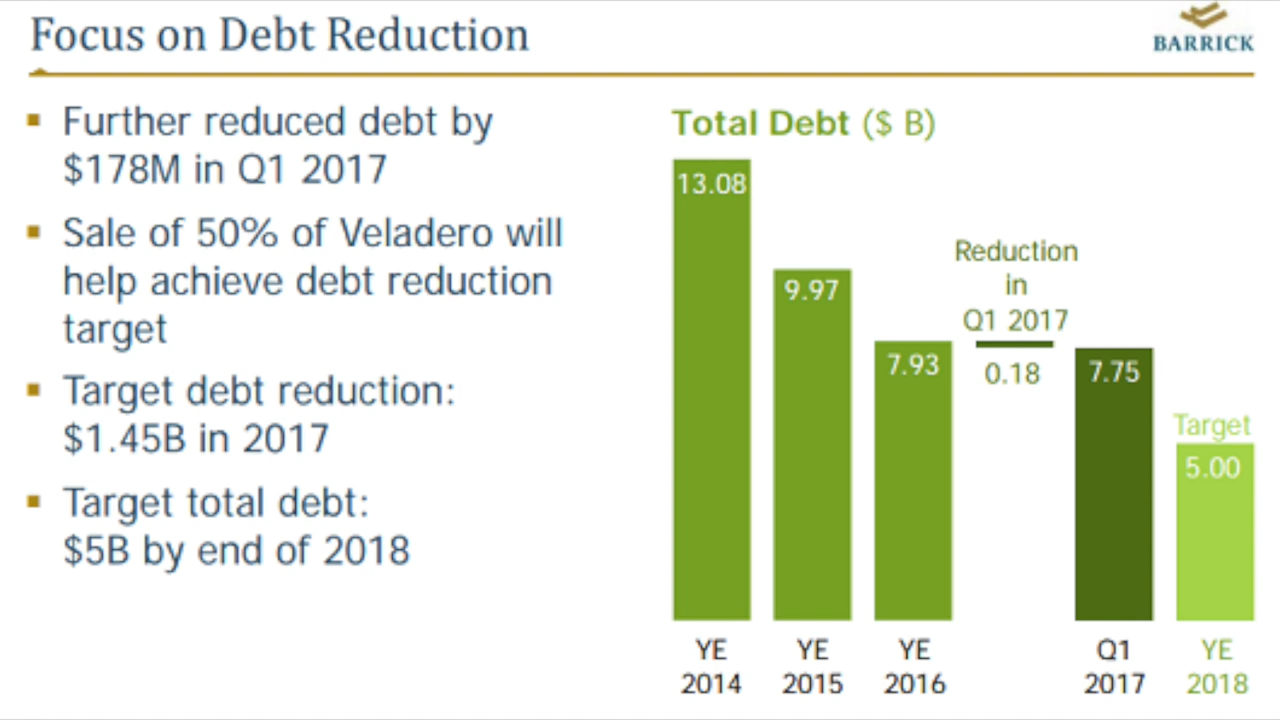 Focus on Debt Reduction
BARRICK
▪ Further reduced debt by
$178M in Q1 2017
▪ Sale of 50% of Veladero will
help achieve debt reduction
target
▪ Target debt reduction:
$1.45B in 2017
▪ Target total debt:
$5B by end of 2018
Total Debt ($ B)
13.08
9.97
7.93
Reduction
in
Q1 2017
0.18
7.75
Target
5.00
YE
2014
YE
2015
YE
2016
Q1
2017
YE
2018